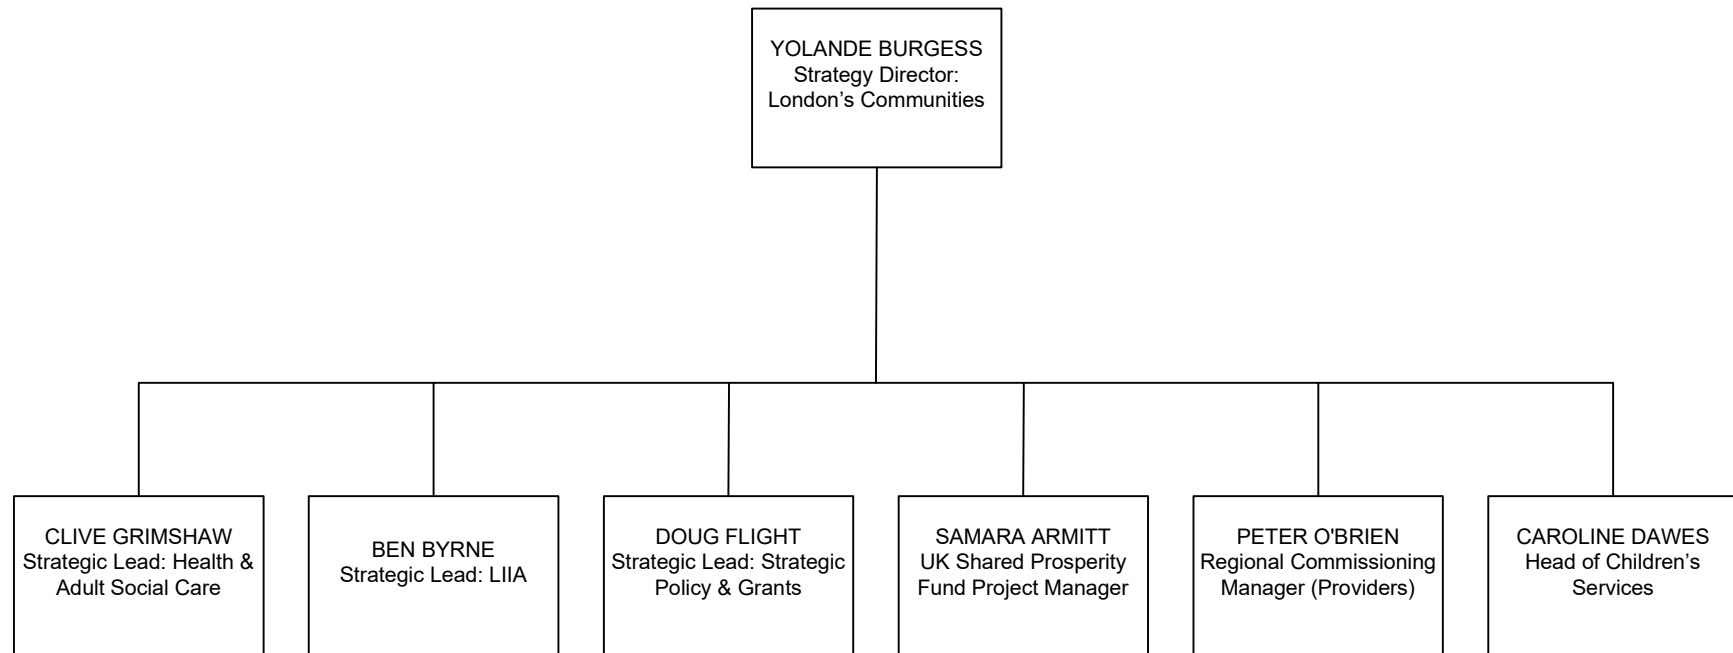 YOLANDE BURGESS
Strategy Director:
London’s Communities
CLIVE GRIMSHAW
Strategic Lead: Health &
Adult Social Care
BEN BYRNE
Strategic Lead: LIIA
DOUG FLIGHT
Strategic Lead: Strategic
Policy & Grants
SAMARA ARMITT
UK Shared Prosperity
Fund Project Manager
PETER O'BRIEN
Regional Commissioning
Manager (Providers)
CAROLINE DAWES
Head of Children’s
Services